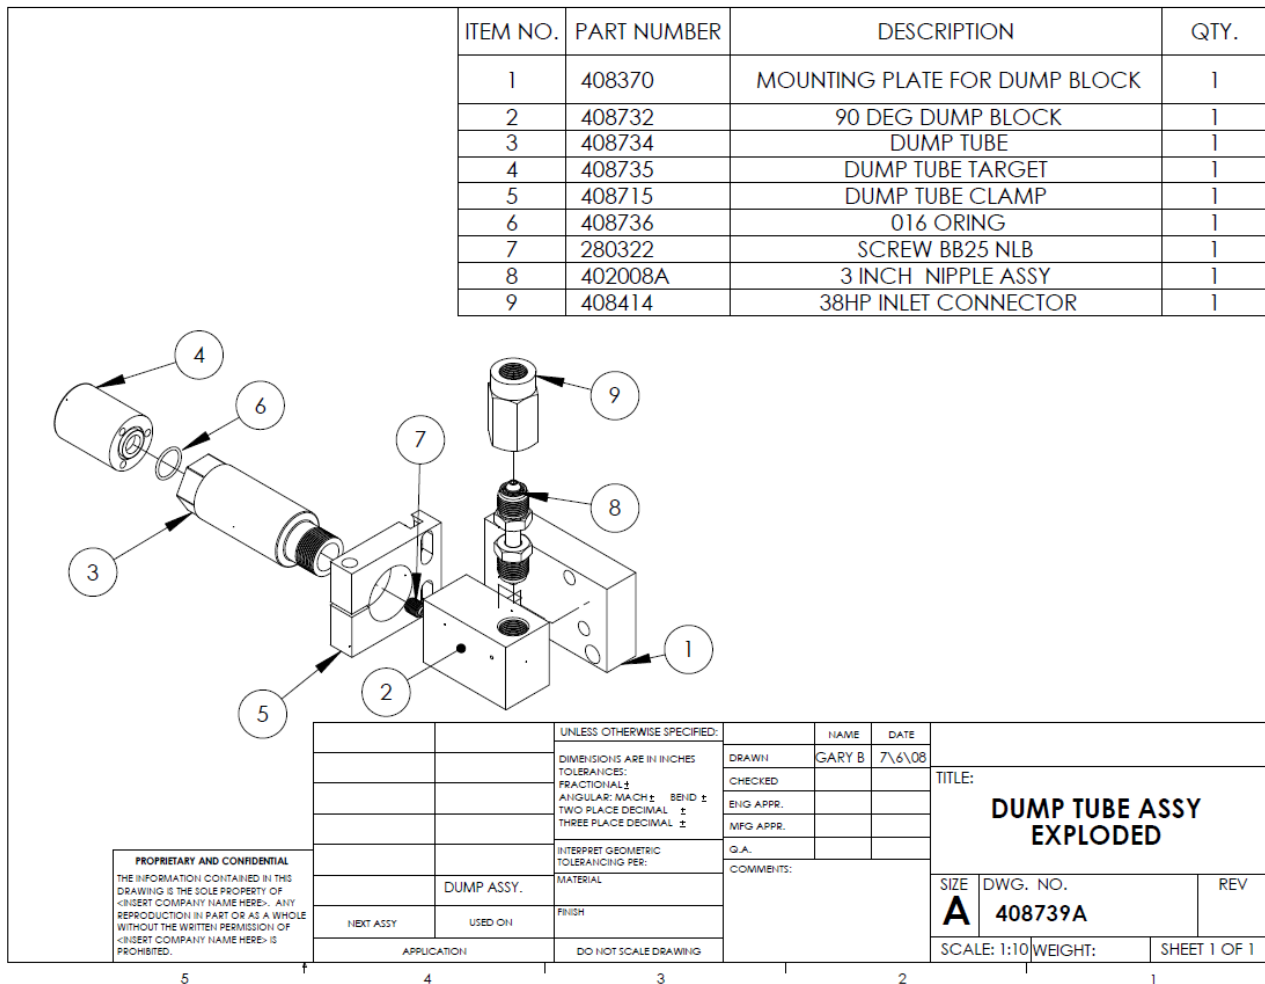 ITEM NO. PART NUMBER DESCRIPTION QTY.
1 408370 MOUNTING PLATE FOR DUMP BLOCK 1
2 408732 90 DEG DUMP BLOCK 1
3 408734 DUMP TUBE 1
4 408735 DUMP TUBE TARGET 1
5 408715 DUMP TUBE CLAMP 1
6 408736 016 ORING 1
7 280322 SCREW BB25 NLB 1
8 402008A 3 INCH NIPPLE ASSY 1
9 408414 38HP INLET CONNECTOR 1
4
6
7
9
8
3
1
2
5
PROPRIETARY AND CONFIDENTIAL
THE INFORMATION CONTAINED IN THIS
DRAWING IS THE SOLE PROPERTY OF
<INSERT COMPANY NAME HERE>. ANY
REPRODUCTION IN PART OR AS A WHOLE
WITHOUT THE WRITTEN PERMISSION OF
<INSERT COMPANY NAME HERE> IS
PROHIBITED.
DUMP ASSY.
NEXT ASSY USED ON
APPLICATION
UNLESS OTHERWISE SPECIFIED:
DIMENSIONS ARE IN INCHES
TOLERANCES:
FRACTIONAL±
ANGULAR: MACH± BEND ±
TWO PLACE DECIMAL ±
THREE PLACE DECIMAL ±
INTERPRET GEOMETRIC
TOLERANCING PER:
MATERIAL
FINISH
DO NOT SCALE DRAWING
NAME DATE
DRAWN GARY B 7\6\08
CHECKED
ENG APPR.
MFG APPR.
Q.A.
COMMENTS:
TITLE:
DUMP TUBE ASSY
EXPLODED
SIZE DWG. NO. REV
A 408739A
SCALE: 1:10 WEIGHT: SHEET 1 OF 1
5 4 3 2 1